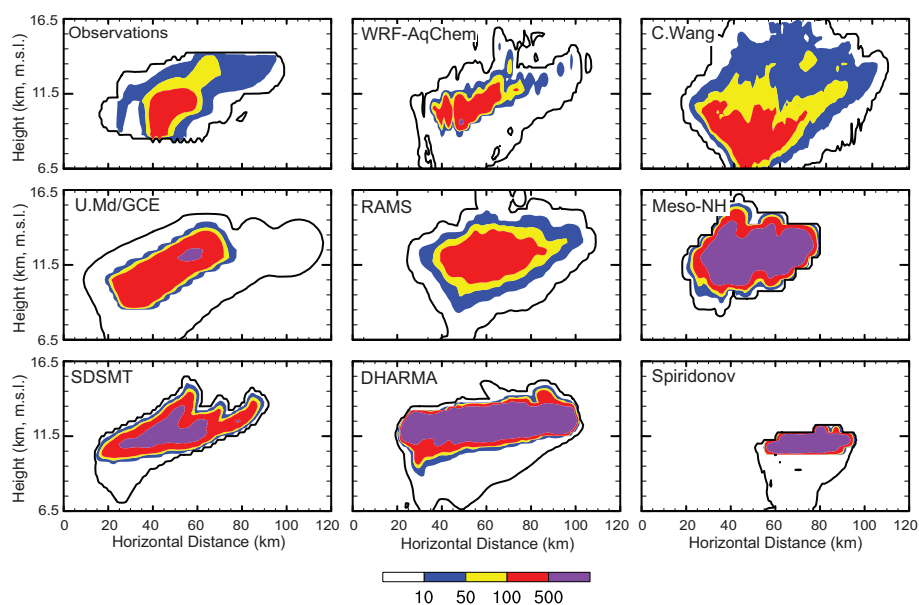 Observations
WRF-AqChem
C.Wang
Height (km, m.s.l.)
16.5
11.5
6.5
U.Md/GCE
RAMS
Meso-NH
Height (km, m.s.l.)
16.5
11.5
6.5
SDSMT
DHARMA
Spiridonov
Height (km, m.s.l.)
16.5
11.5
6.5
0 20 40 60 80 100 120
0 20 40 60 80 100 120
0 20 40 60 80 100 120
Horizontal Distance (km)
Horizontal Distance (km)
Horizontal Distance (km)
10 50 100 500